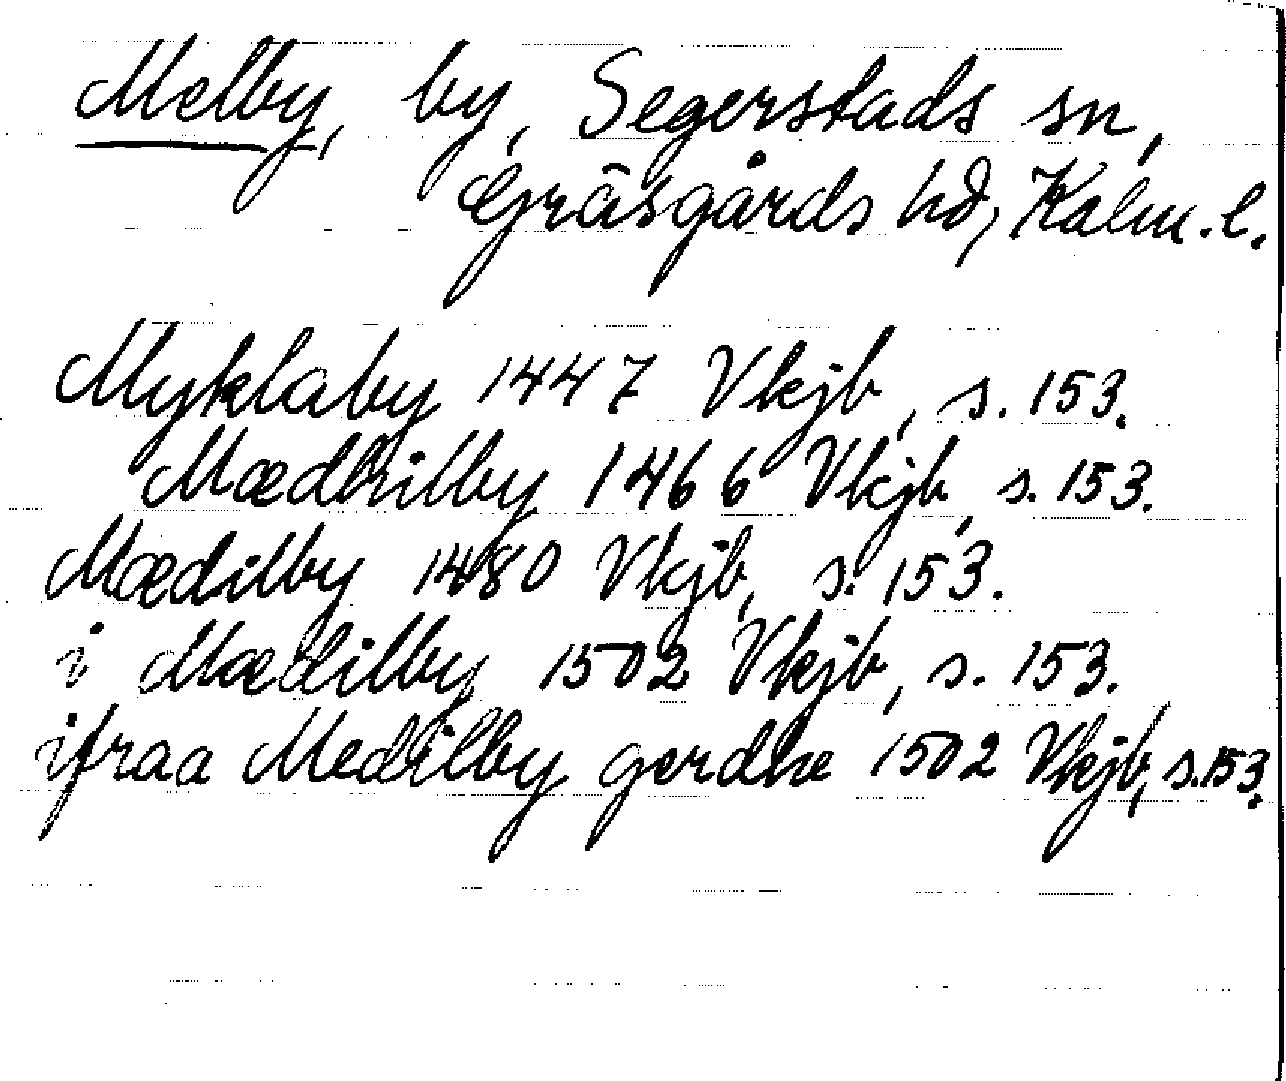 Melby, by, Segerstads sn,
Gräsgårds hd, Kalm. l.
Myklaby 1447 Vkjb, s. 153.
Mædhilby 1466 Vkjb, s. 153.
Mædilby 1480 Vkjb, s. 153.
i Mædilby 1502 Vkjb, s. 153.
ifraa Medilby gerdhe 1502 Vkjb, s. 153.